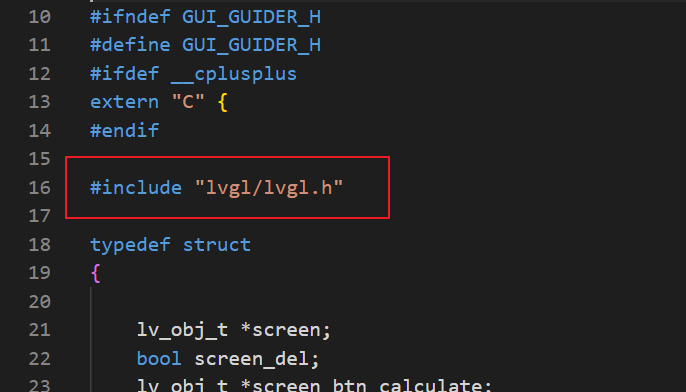 10 #ifndef GUI_GUIDER_H
11 #define GUI_GUIDER_H
12 #ifdef __cplusplus
13 extern "C" {
14 #endif
15
16 #include "lvgl/lvgl.h"
17
18 typedef struct
19 {
20
21 lv_obj_t *screen;
22 bool screen_del;
23 lv_obj_t *screen_btn_calculate;